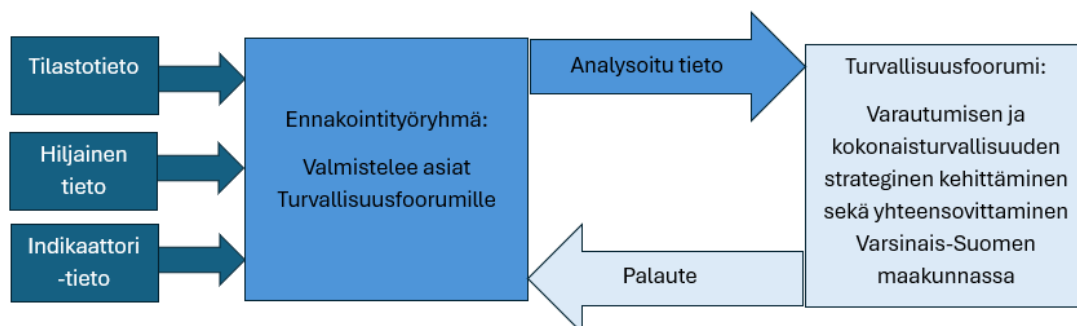 Tilastotieto
Hiljainen
tieto
Indikaattori
-tieto
Ennakointityöryhmä:
Valmistelee asiat
Turvallisuusfoorumille
Analysoitu tieto
Palaute
Turvallisuusfoorumi:
Varautumisen ja
kokonaisturvallisuuden
strateginen kehittäminen
sekä yhteensovittaminen
Varsinais-Suomen
maakunnassa